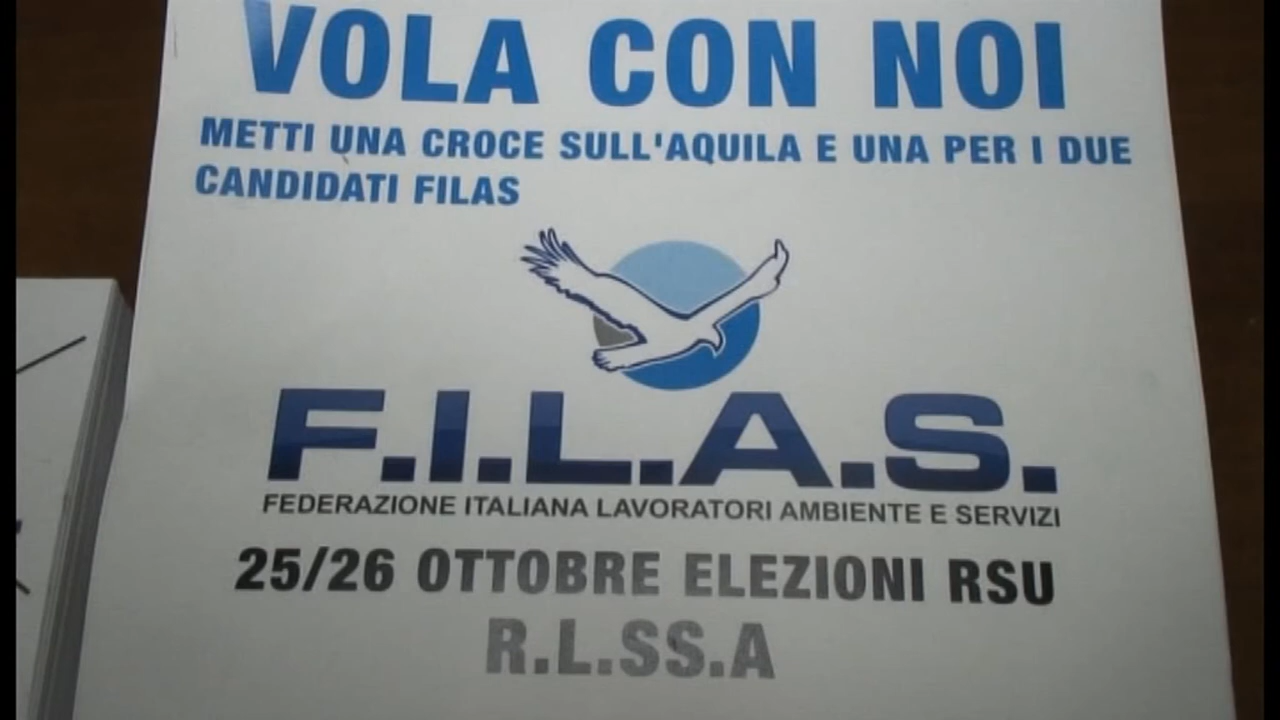 VOLA CON NOI
METTI UNA CROCE SULL'AQUILA E UNA PER I DUE
CANDIDATI FILAS
F.I.L.A.S.
FEDERAZIONE ITALIANA LAVORATORI AMBIENTE E SERVIZI
25/26 OTTOBRE ELEZIONI RSU
R.L.SS.A